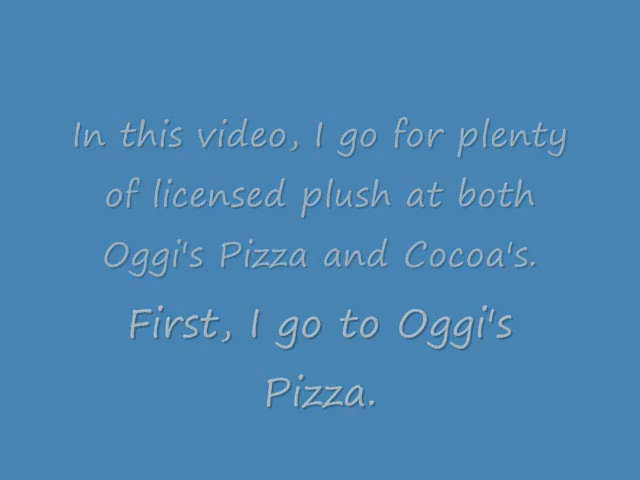 In this video, I go for plenty
of licensed plush at both
Oggi's Pizza and Cocoa's.
First, I go to Oggi's
Pizza.